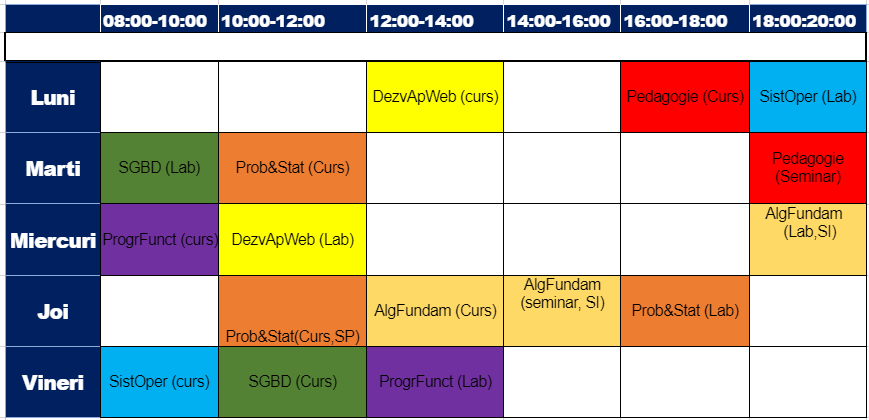 08:00-10:00 10:00-12:00 12:00-14:00 14:00-16:00 16:00-18:00 18:00:20:00
Luni DezvApWeb (curs) Pedagogie (Curs) SistOper (Lab)
Marti SGBD (Lab) Prob&Stat (Curs) Pedagogie
(Seminar)
Miercuri ProgrFunct (curs) DezvApWeb (Lab) AlgFundam
(Lab,SI)
Joi Prob&Stat(Curs,SP) AlgFundam (Curs) AlgFundam
(seminar, SI) Prob&Stat (Lab)
Vineri SistOper (curs) SGBD (Curs) ProgrFunct (Lab)